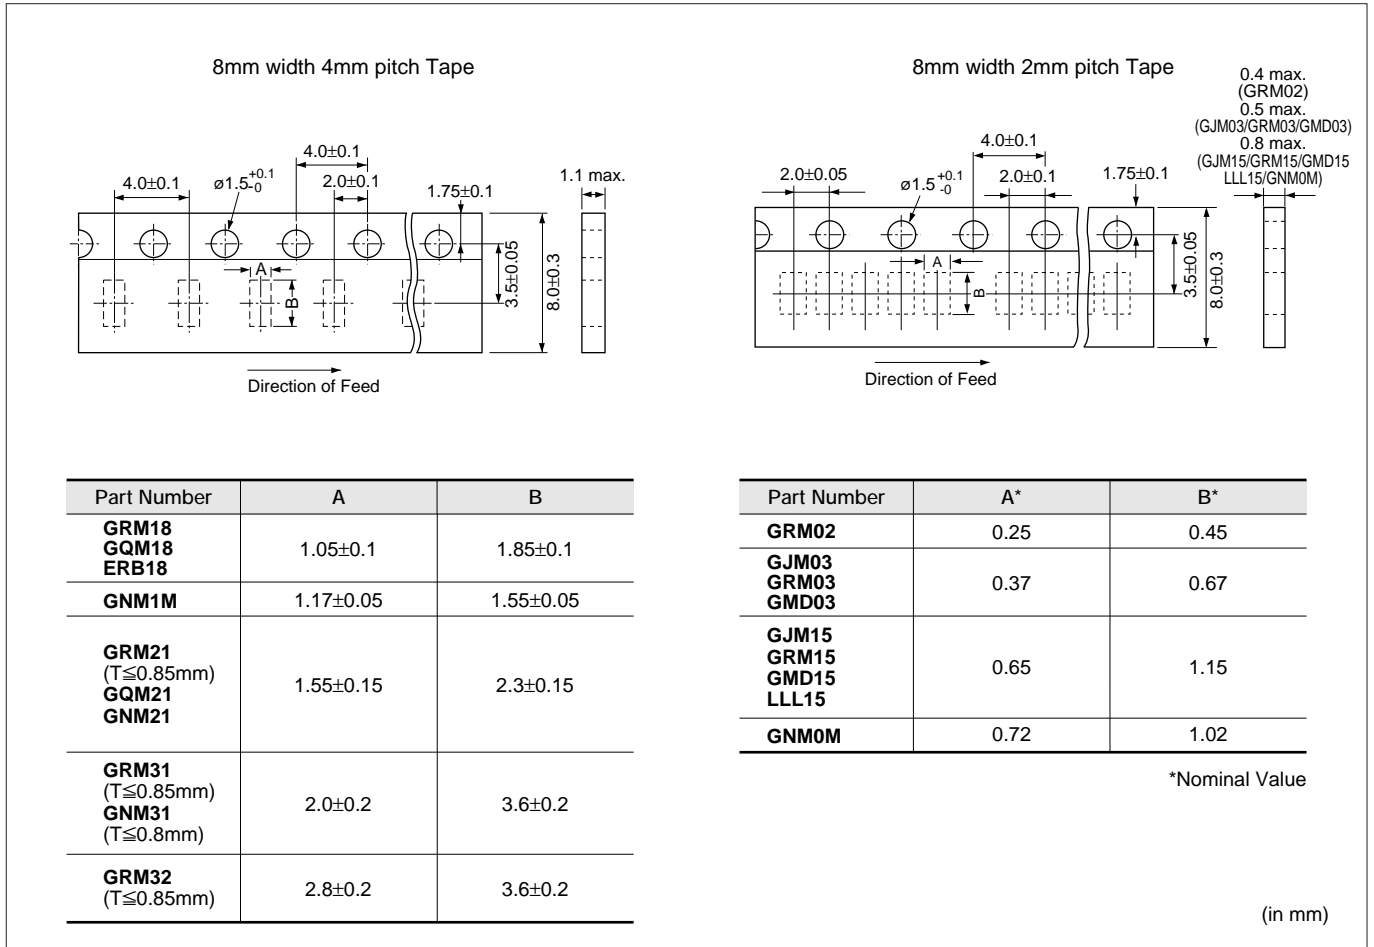 8mm width 4mm pitch Tape
4.0±0.1
4.0±0.1
ø1.5 +0.1 -0
2.0±0.1
1.75±0.1
1.1 max.
A
B
3.5±0.05
8.0±0.3
Direction of Feed
8mm width 2mm pitch Tape
0.4 max.
(GRM02)
0.5 max.
(GJM03/GRM03/GMD03)
0.8 max.
(GJM15/GRM15/GMD15
LLL15/GNM0M)
4.0±0.1
2.0±0.05
ø1.5 +0.1 -0
2.0±0.1
1.75±0.1
A
B
3.5±0.05
8.0±0.3
Direction of Feed
Part Number A B
GRM18
GQM18
ERB18
1.05±0.1 1.85±0.1
GNM1M 1.17±0.05 1.55±0.05
GRM21
(T≦0.85mm)
GQM21
GNM21
1.55±0.15 2.3±0.15
GRM31
(T≦0.85mm)
GNM31
(T≦0.8mm)
2.0±0.2 3.6±0.2
GRM32
(T≦0.85mm)
2.8±0.2 3.6±0.2
Part Number A* B*
GRM02 0.25 0.45
GJM03
GRM03
GMD03
0.37 0.67
GJM15
GRM15
GMD15
LLL15
0.65 1.15
GNM0M 0.72 1.02
*Nominal Value
(in mm)